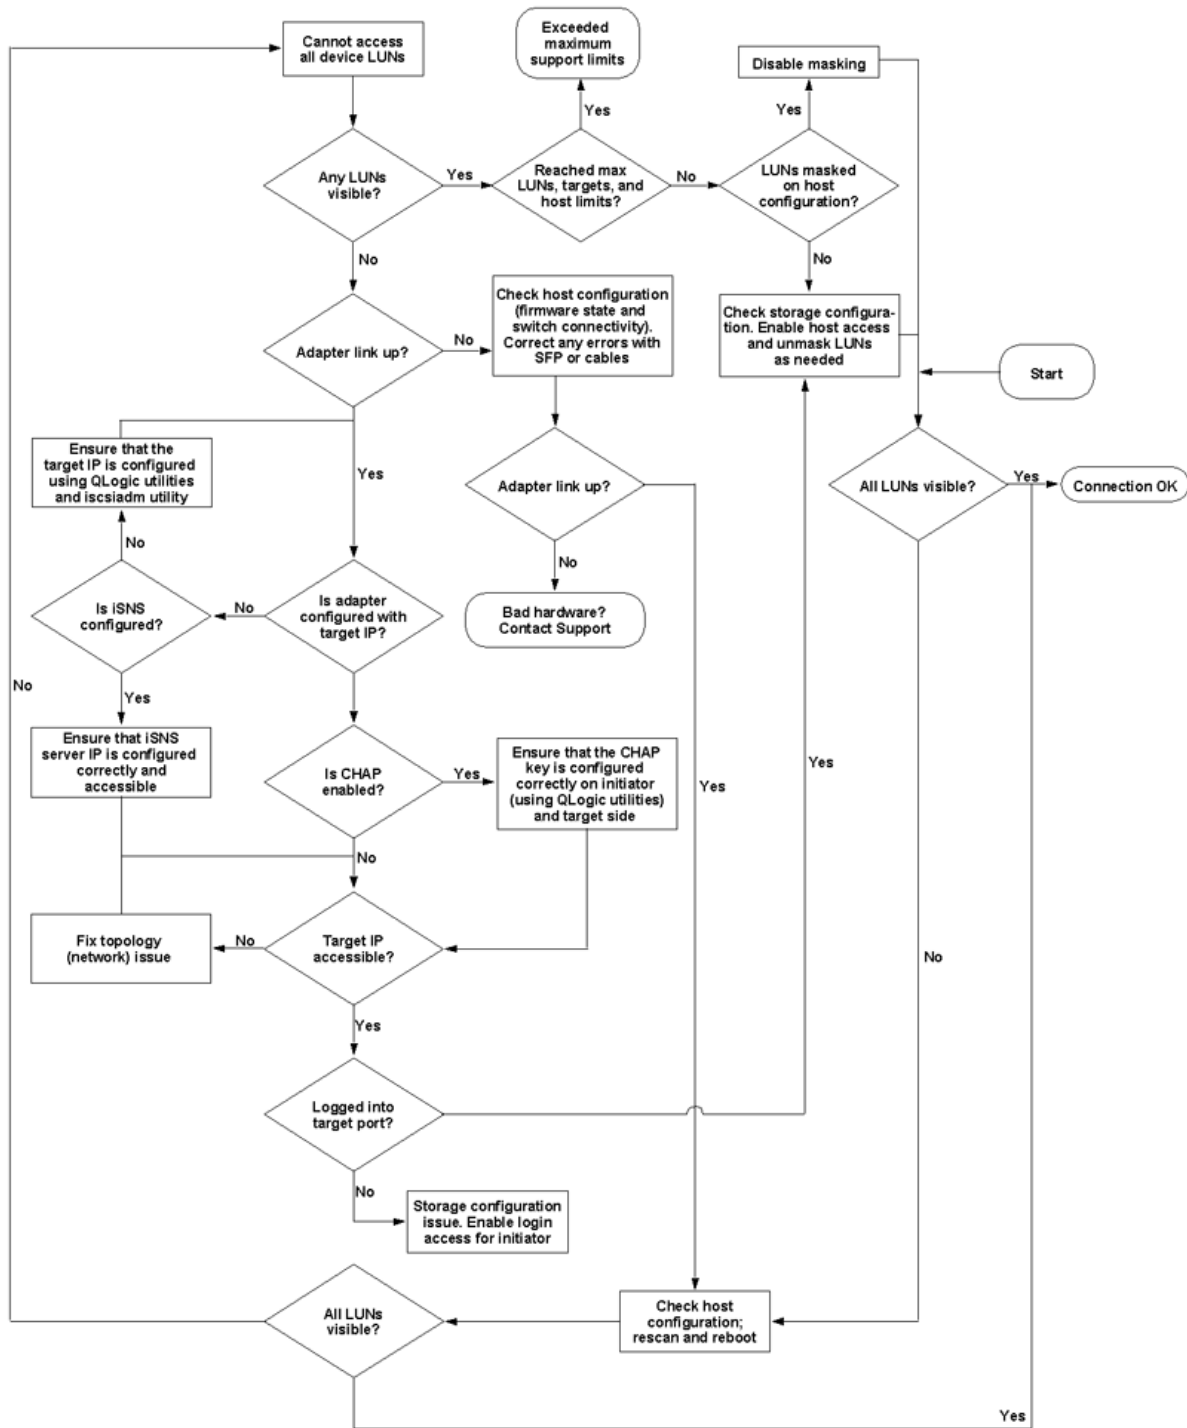 Cannot access
all device LUNs
Exceeded
maximum
support limits
Disable masking
Yes
Yes
Any LUNs
visible?
Yes
Reached max
LUNs, targets, and
host limits?
No
LUNs masked
on host
configuration?
No
No
Check host configuration
(firmware state and
switch connectivity).
Correct any errors with
SFP or cables
Check storage configura-
tion. Enable host access
and unmask LUNs
as needed
Adapter link up?
No
Start
Ensure that the
target IP is configured
using QLogic utilities
and iscsiadm utility
Yes
Adapter link up?
All LUNs visible?
Yes
Connection OK
No
No
Is iSNS
configured?
No
Is adapter
configured with
target IP?
Bad hardware?
Contact Support
No
Yes
Ensure that iSNS
server IP is configured
correctly and
accessible
Is CHAP
enabled?
Yes
Ensure that the CHAP
key is configured
correctly on initiator
(using QLogic utilities)
and target side
Yes
Yes
No
Fix topology
(network) issue
No
Target IP
accessible?
No
Yes
Logged into
target port?
No
Storage configuration
issue. Enable login
access for initiator
All LUNs
visible?
Check host
configuration;
rescan and reboot
Yes